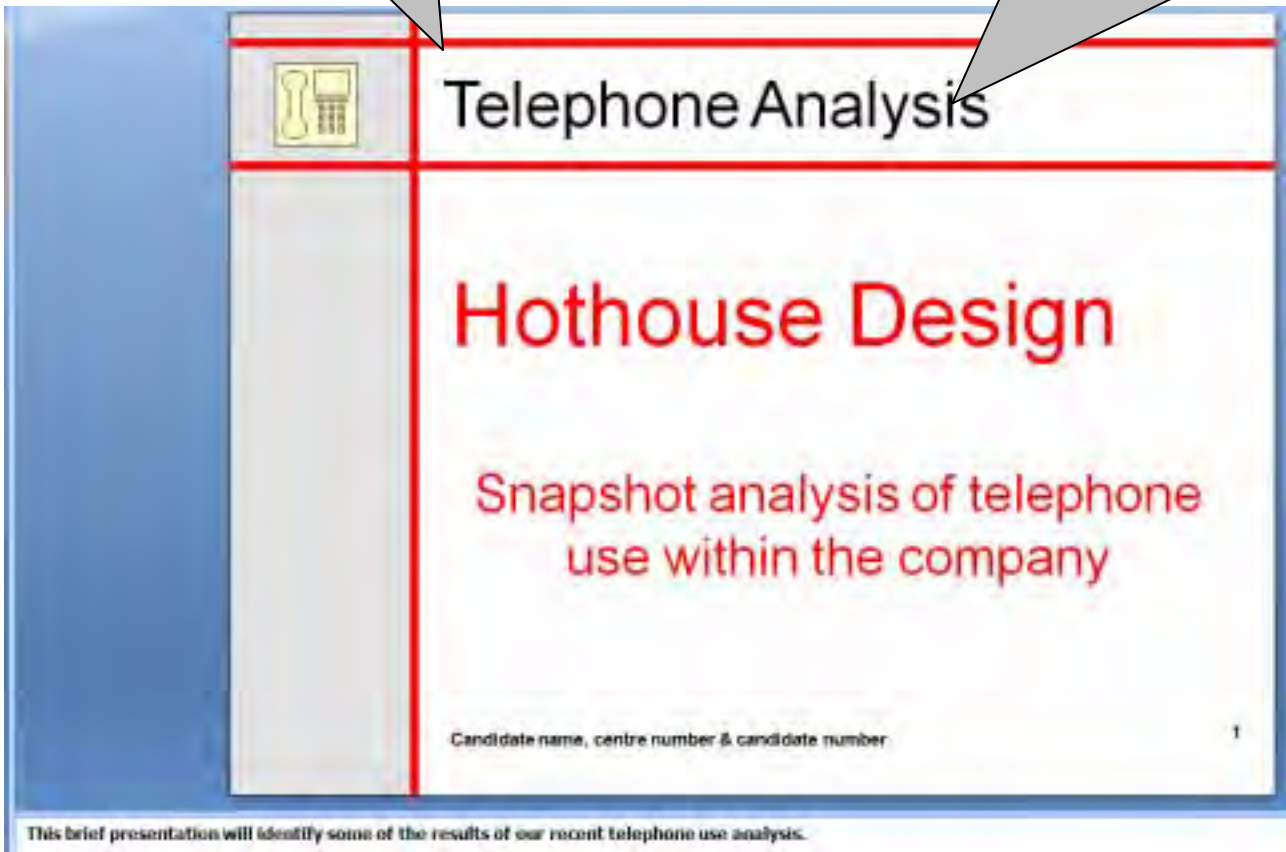 Telephone Analysis
Hothouse Design
Snapshot analysis of telephone
use within the company
Candidate name, centre number & candidate number
1
This brief presentation will identify some of the results of our recent telephone use analysis.